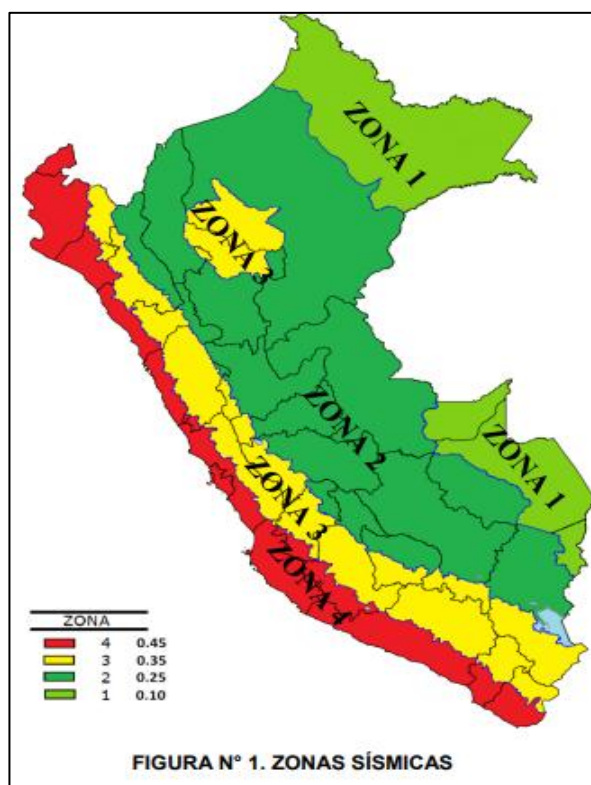 ZONA 1
ZONA 3
ZONA 2
ZONA 1
ZONA 3
ZONA 4
ZONA
4 0.45
3 0.35
2 0.25
1 0.10
FIGURA N° 1. ZONAS SÍSMICAS